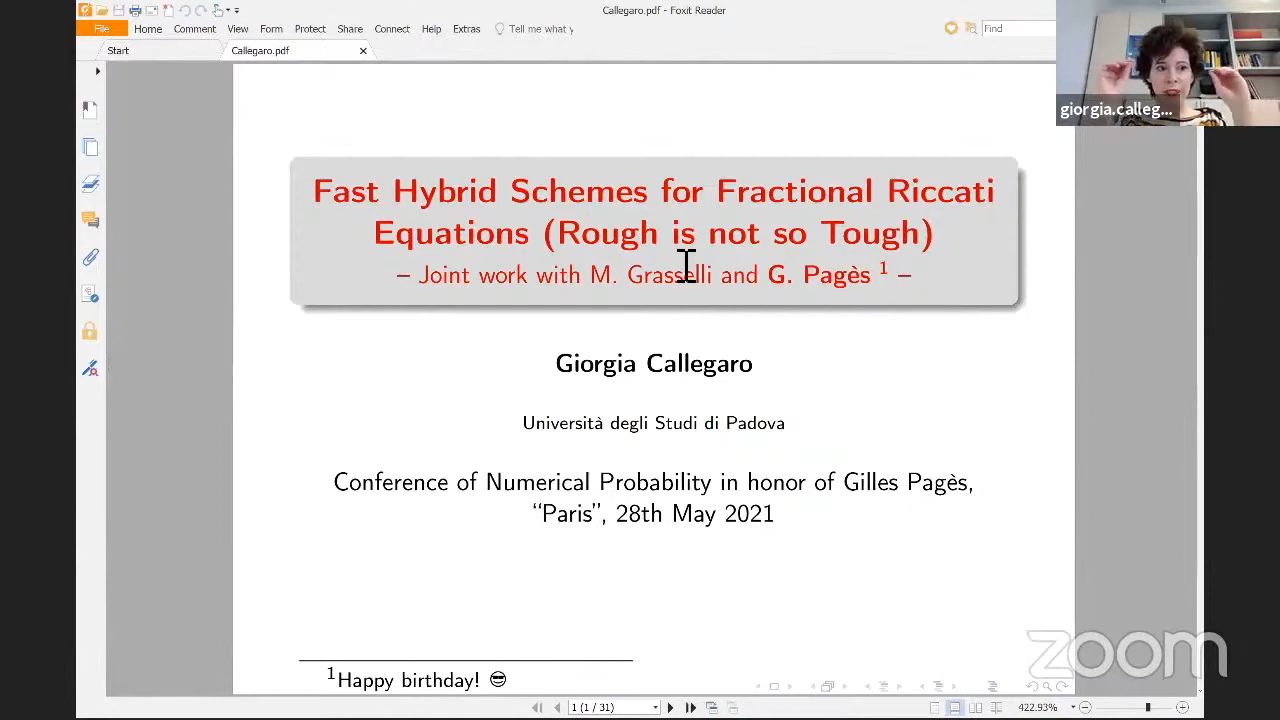 Callegaro.pdf - Foxit Reader
File Home Comment View Form Protect Share Connect Help Extras Tell me what y
Find
Start Callegaro.pdf
giorgia.calleg...
Fast Hybrid Schemes for Fractional Riccati
Equations (Rough is not so Tough)
– Joint work with M. Grasselli and G. Pagès 1 –
Giorgia Callegaro
Università degli Studi di Padova
Conference of Numerical Probability in honor of Gilles Pagès,
“Paris”, 28th May 2021
zoom
1Happy birthday! 😎
1 (1 / 31)
422.93%